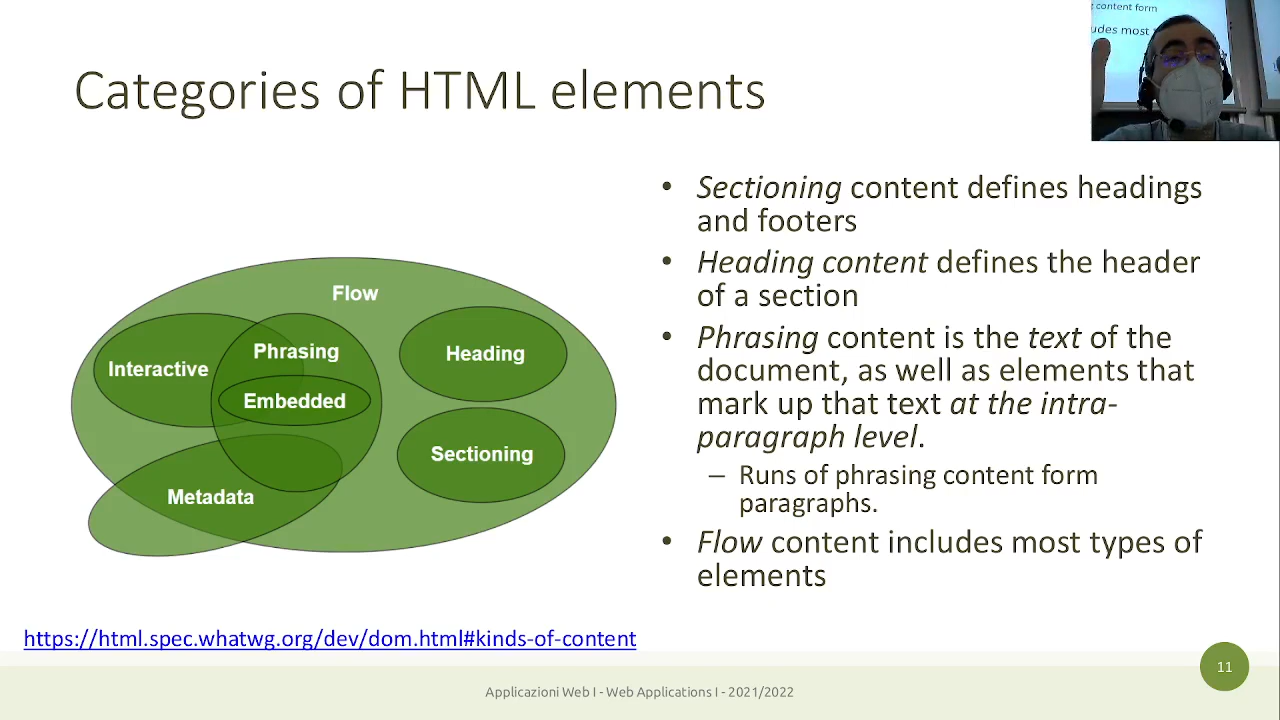 content form
udes most
Categories of HTML elements
• Sectioning content defines headings
and footers
• Heading content defines the header
of a section
• Phrasing content is the text of the
document, as well as elements that
mark up that text at the intra-
paragraph level.
– Runs of phrasing content form
paragraphs.
• Flow content includes most types of
elements
Flow
Interactive
Phrasing
Heading
Embedded
Sectioning
Metadata
https://html.spec.whatwg.org/dev/dom.html#kinds-of-content
11
Applicazioni Web I - Web Applications I - 2021/2022